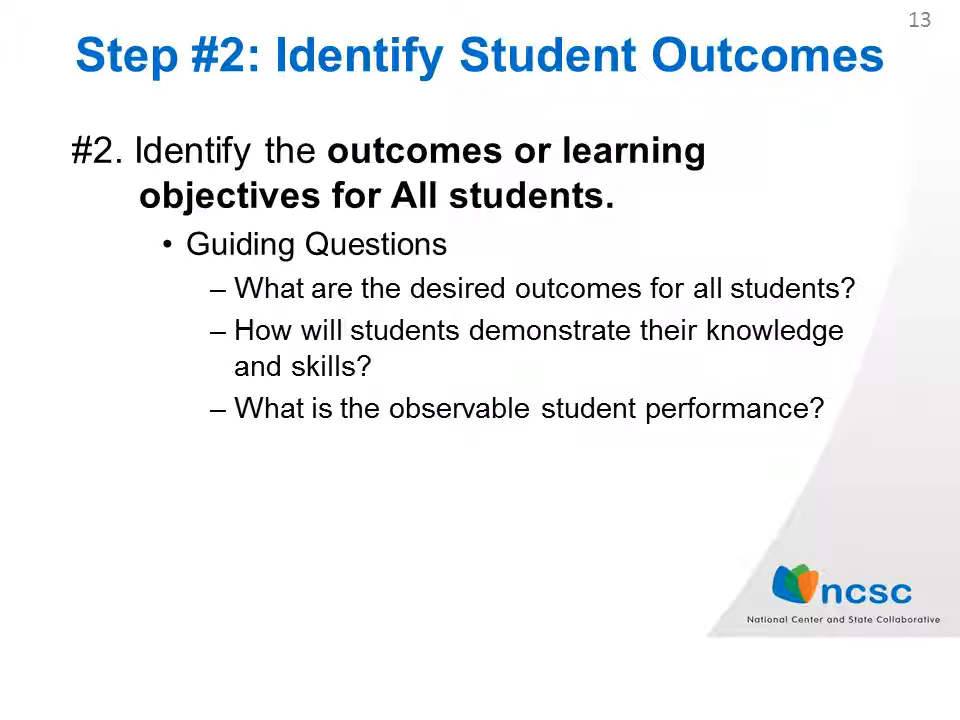 13
Step #2: Identify Student Outcomes
#2. Identify the outcomes or learning
objectives for All students.
• Guiding Questions
– What are the desired outcomes for all students?
– How will students demonstrate their knowledge
and skills?
– What is the observable student performance?
ncsc
National Center and State Collaborative